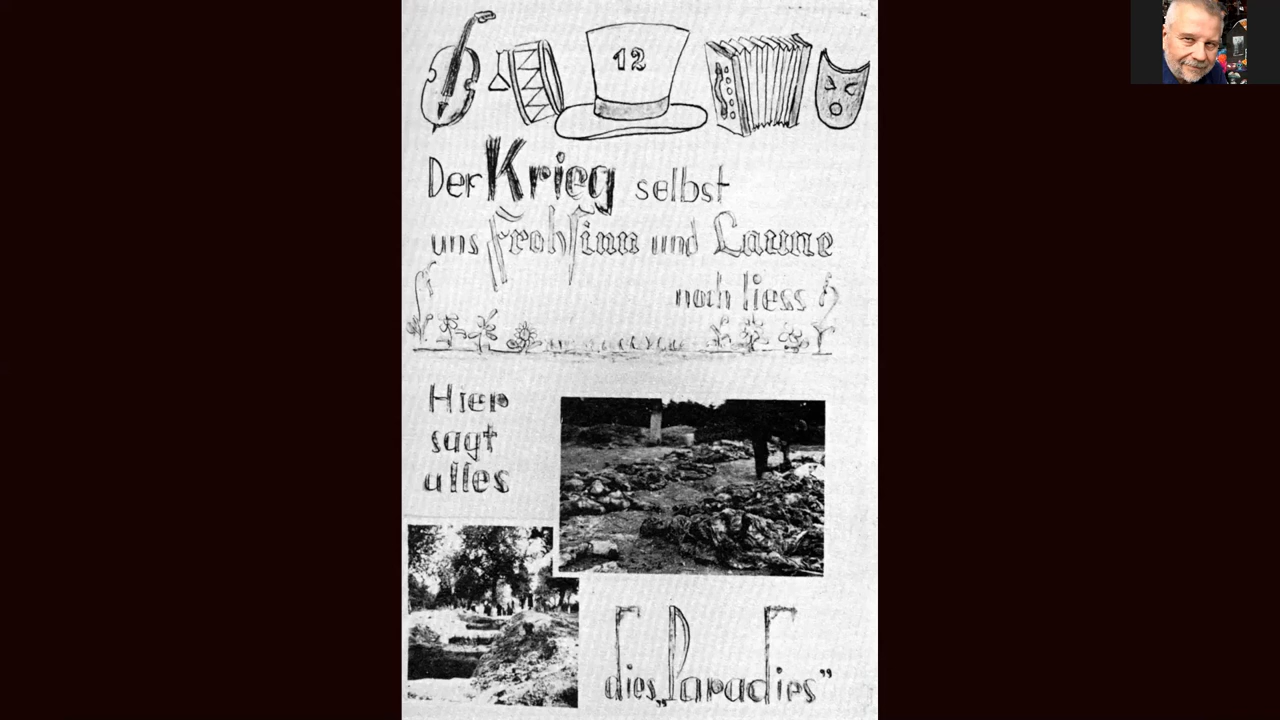 12
Der Krieg selbst
uns Frohsinn und Laune
noch liess
Hier
sagt
alles
dies „Paradies”